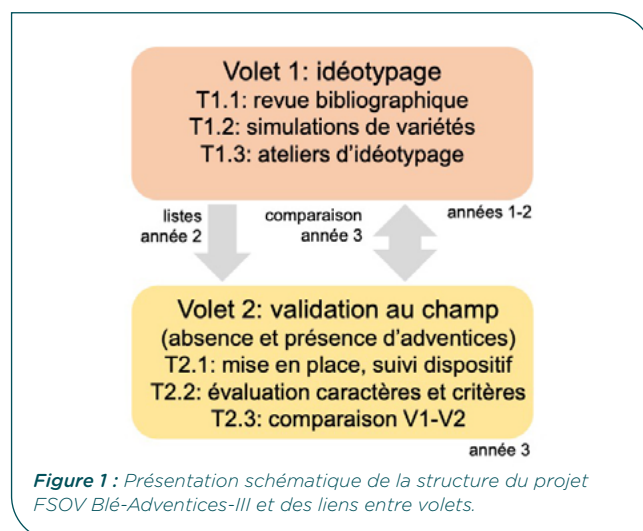 Volet 1: idéotypage
T1.1: revue bibliographique
T1.2: simulations de variétés
T1.3: ateliers d'idéotypage
listes
année 2
comparaison
année 3
années 1-2
Volet 2: validation au champ
(absence et présence d'adventices)
T2.1: mise en place, suivi dispositif
T2.2: évaluation caractères et critères
T2.3: comparaison V1-V2
année 3
Figure 1 : Présentation schématique de la structure du projet
FSOV Blé-Adventices-III et des liens entre volets.